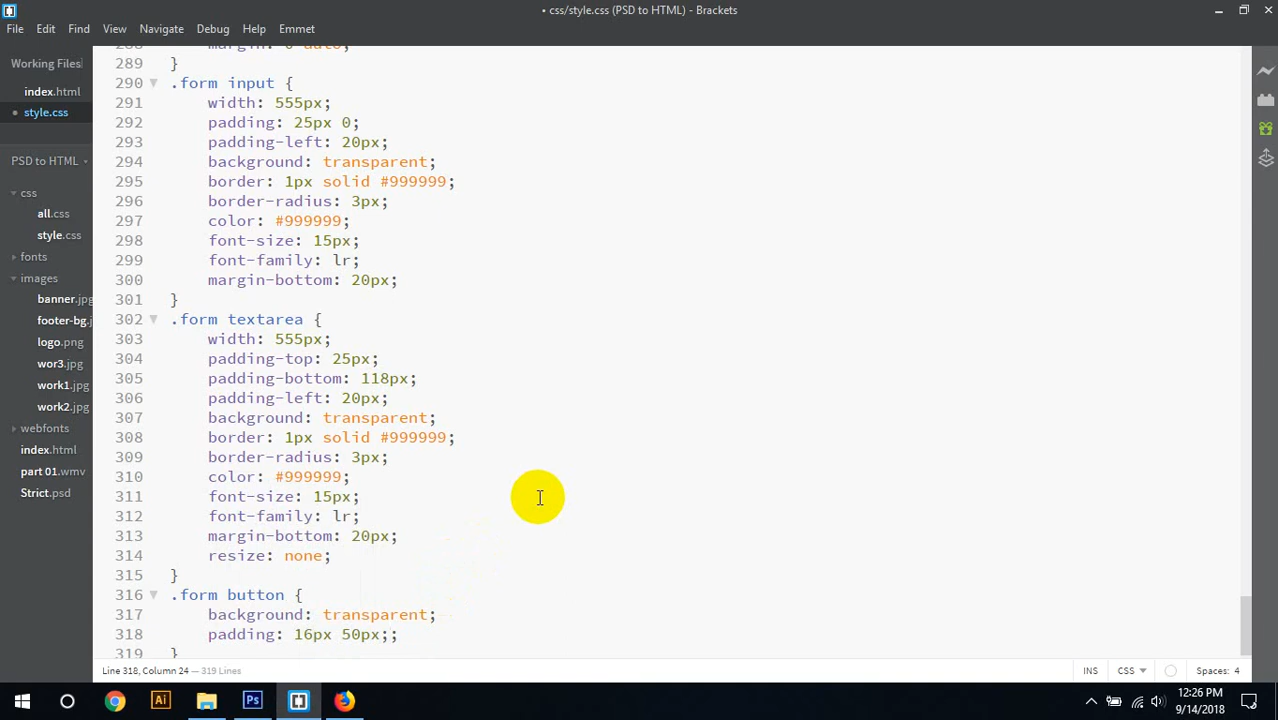 css/style.css (PSD to HTML) - Brackets
File Edit Find View Navigate Debug Help Emmet
Working Files
index.html
style.css
PSD to HTML
css
all.css
style.css
fonts
images
banner.jpg
footer-bg.j
logo.png
wor3.jpg
work1.jpg
work2.jpg
webfonts
index.html
part 01.wmv
Strict.psd
289 }
290 .form input {
291 width: 555px;
292 padding: 25px 0;
293 padding-left: 20px;
294 background: transparent;
295 border: 1px solid #999999;
296 border-radius: 3px;
297 color: #999999;
298 font-size: 15px;
299 font-family: lr;
300 margin-bottom: 20px;
301 }
302 .form textarea {
303 width: 555px;
304 padding-top: 25px;
305 padding-bottom: 118px;
306 padding-left: 20px;
307 background: transparent;
308 border: 1px solid #999999;
309 border-radius: 3px;
310 color: #999999;
311 font-size: 15px;
312 font-family: lr;
313 margin-bottom: 20px;
314 resize: none;
315 }
316 .form button {
317 background: transparent;
318 padding: 16px 50px;;
319 }
Line 318, Column 24 — 319 Lines
INS CSS Spaces: 4
Ai Ps
12:26 PM
9/14/2018